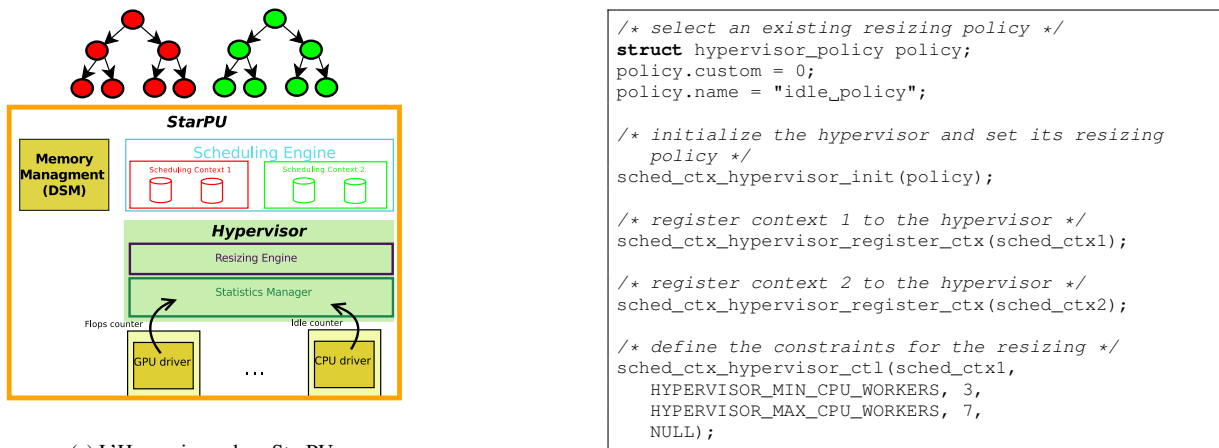 StarPU
Memory
Managment
(DSM)
Scheduling Engine
Scheduling Context 1
Scheduling Context 2
Hypervisor
Resizing Engine
Statistics Manager
Flops counter
Idle counter
GPU driver
...
CPU driver
/* select an existing resizing policy */
struct hypervisor_policy policy;
policy.custom = 0;
policy.name = "idle␣policy";
/* initialize the hypervisor and set its resizing
policy */
sched_ctx_hypervisor_init(policy);
/* register context 1 to the hypervisor */
sched_ctx_hypervisor_register_ctx(sched_ctx1);
/* register context 2 to the hypervisor */
sched_ctx_hypervisor_register_ctx(sched_ctx2);
/* define the constraints for the resizing */
sched_ctx_hypervisor_ctl(sched_ctx1,
HYPERVISOR_MIN_CPU_WORKERS, 3,
HYPERVISOR_MAX_CPU_WORKERS, 7,
NULL);